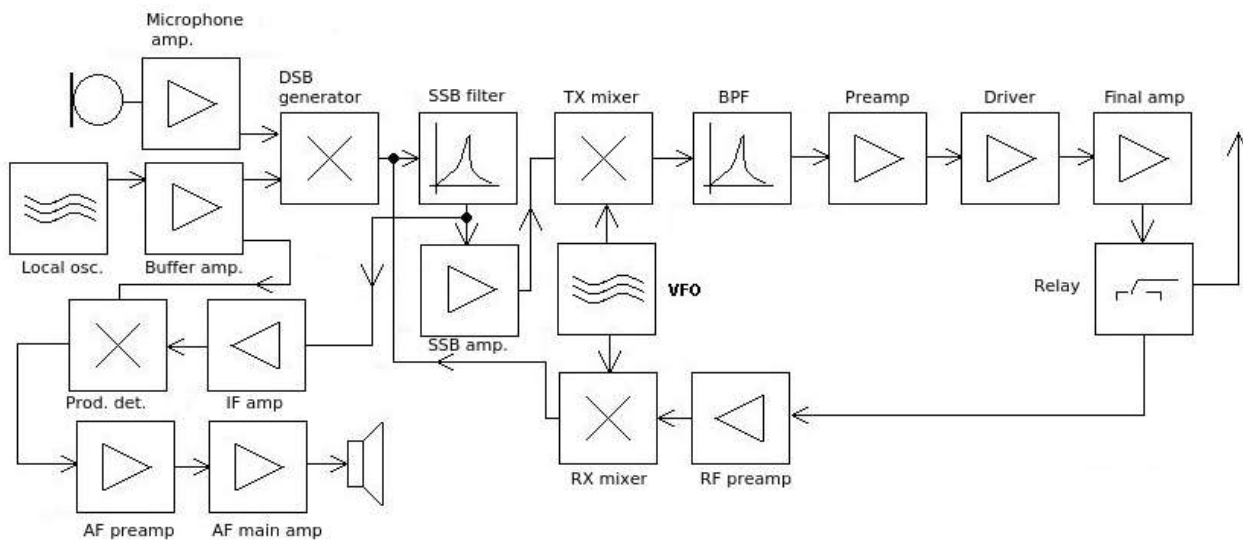 Microphone
amp.
DSB
generator
SSB filter
TX mixer
BPF
Preamp
Driver
Final amp
Local osc.
Buffer amp.
VFO
Relay
SSB amp.
Prod. det.
IF amp
RX mixer
RF preamp
AF preamp
AF main amp